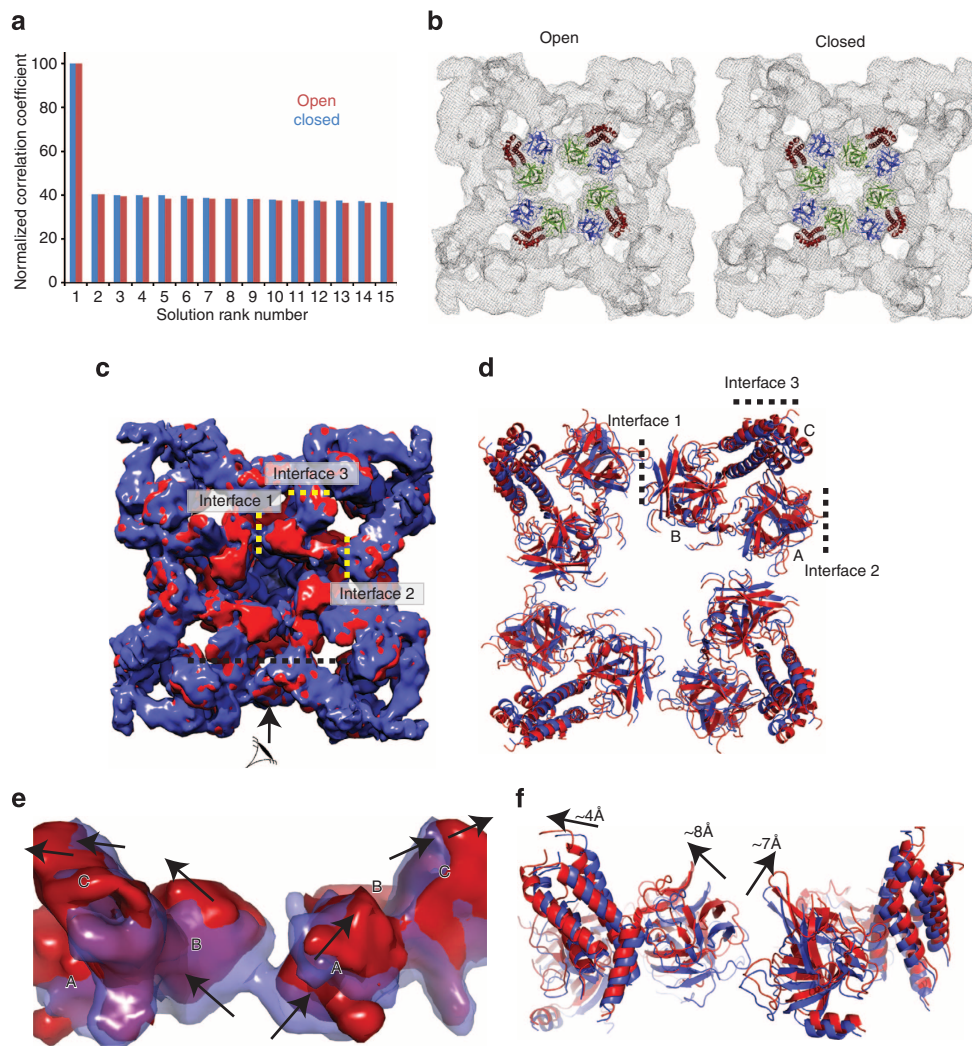 a
Normalized correlation coefficient
100
80
60
40
20
0
Open
closed
1 2 3 4 5 6 7 8 9 10 11 12 13 14 15
Solution rank number
b
Open
Closed
c
Interface 3
Interface 1
Interface 2
d
Interface 3
Interface 1
C
B
A
Interface 2
e
C
B
A
B
C
A
f
~4Å
~8Å
~7Å